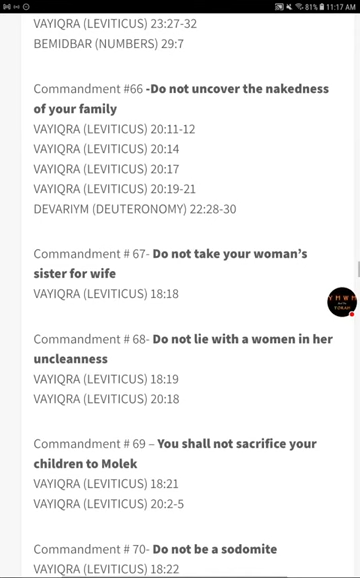 81% 11:17 AM
VAYIQRA (LEVITICUS) 23:27-32
BEMIDBAR (NUMBERS) 29:7
Commandment #66 -Do not uncover the nakedness
of your family
VAYIQRA (LEVITICUS) 20:11-12
VAYIQRA (LEVITICUS) 20:14
VAYIQRA (LEVITICUS) 20:17
VAYIQRA (LEVITICUS) 20:19-21
DEVARIYM (DEUTERONOMY) 22:28-30
Commandment # 67- Do not take your woman's
sister for wife
VAYIQRA (LEVITICUS) 18:18
Commandment # 68- Do not lie with a women in her
uncleanness
VAYIQRA (LEVITICUS) 18:19
VAYIQRA (LEVITICUS) 20:18
Commandment # 69 – You shall not sacrifice your
children to Molek
VAYIQRA (LEVITICUS) 18:21
VAYIQRA (LEVITICUS) 20:2-5
Commandment # 70- Do not be a sodomite
VAYIQRA (LEVITICUS) 18:22